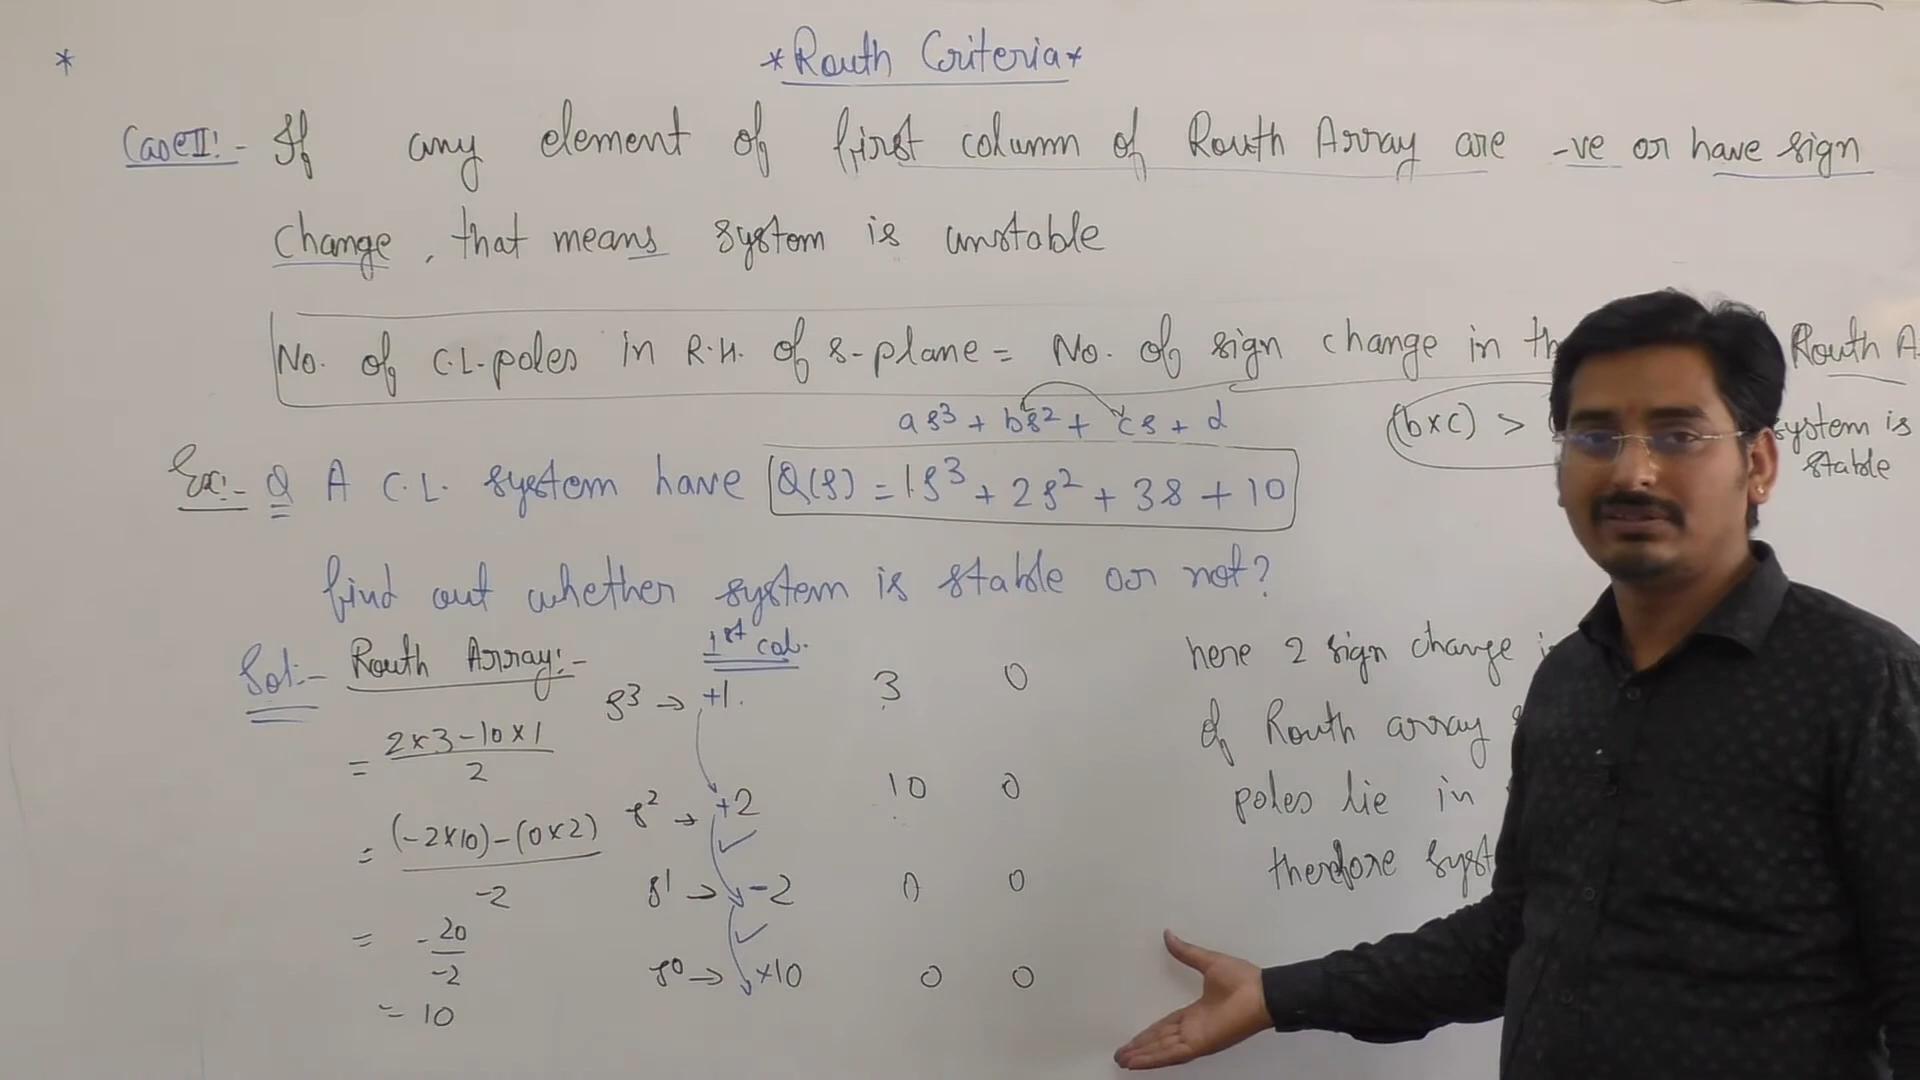 *
*Routh Criteria*
Case II:- If any element of first column of Routh Array are -ve or have sign
change, that means system is unstable
No. of C.L. poles in R.H. of s-plane = No. of sign change in th Routh A
as³ + bs² + cs + d
(b×c) > system is
stable
Ex:- Q A C.L. system have Q(s) = 1s³ + 2s² + 3s + 10
find out whether system is stable or not?
Sol:- Routh Array:- 1st col.
s³ → +1 3 0
= 2×3-10×1 / 2
s² → +2 10 0
= (-2×10)-(0×2) / -2
s¹ → -2 0 0
= -20 / -2
s⁰ → +10 0 0
= 10
here 2 sign change i
of Routh array
poles lie in
therefore syst